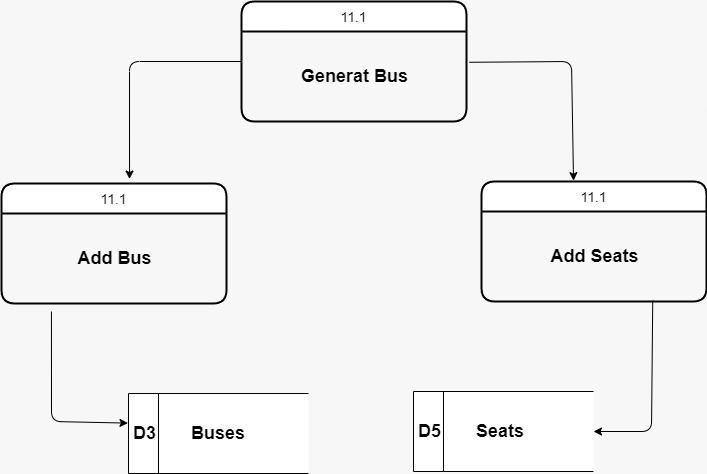 11.1
Generat Bus
11.1
Add Bus
11.1
Add Seats
D3 Buses
D5 Seats